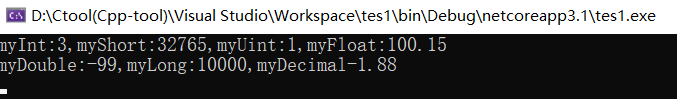 D:\Ctool(Cpp-tool)\Visual Studio\Workspace\tes1\bin\Debug\netcoreapp3.1\tes1.exe
myInt:3,myShort:32765,myUint:1,myFloat:100.15
myDouble:-99,myLong:10000,myDecimal-1.88